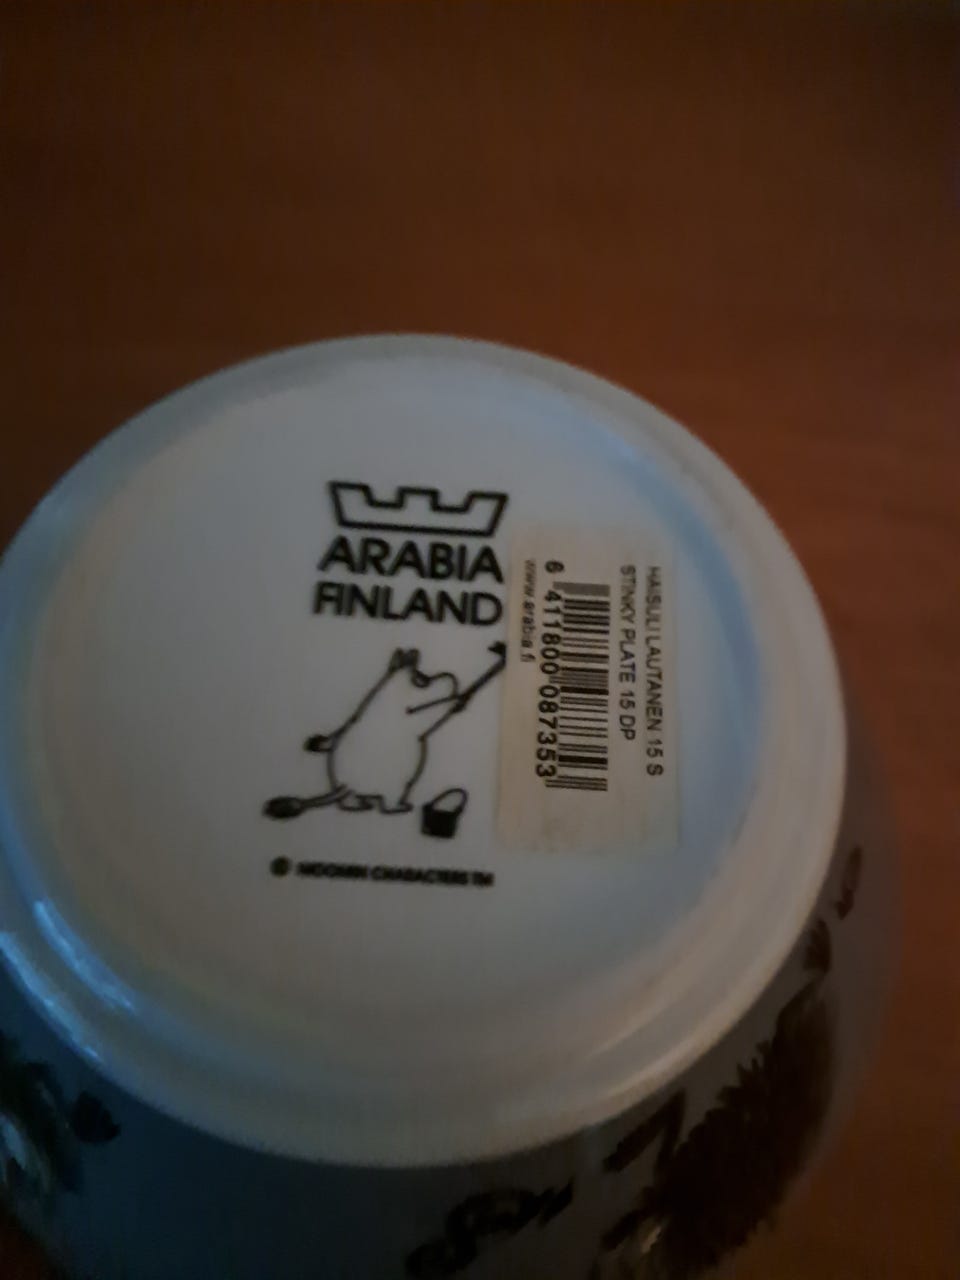 ARABIA
FINLAND
© MOOMIN CHARACTERS TM
HAISULI LAUTANEN 15 S
STINKY PLATE 15 DP
6 411800 087353
www.arabia.fi